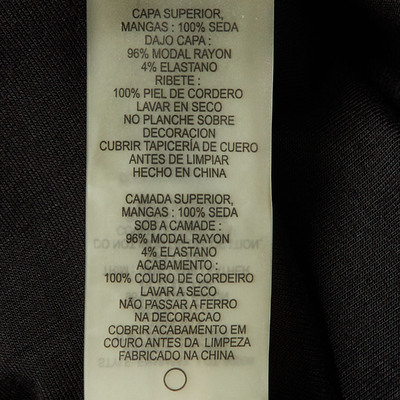 CAPA SUPERIOR,
MANGAS : 100% SEDA
DAJO CAPA :
96% MODAL RAYON
4% ELASTANO
RIBETE :
100% PIEL DE CORDERO
LAVAR EN SECO
NO PLANCHE SOBRE
DECORACION
CUBRIR TAPICERÍA DE CUERO
ANTES DE LIMPIAR
HECHO EN CHINA
CAMADA SUPERIOR,
MANGAS : 100% SEDA
SOB A CAMADE :
96% MODAL RAYON
4% ELASTANO
ACABAMENTO :
100% COURO DE CORDEIRO
LAVAR A SECO
NÃO PASSAR A FERRO
NA DECORACAO
COBRIR ACABAMENTO EM
COURO ANTES DA LIMPEZA
FABRICADO NA CHINA